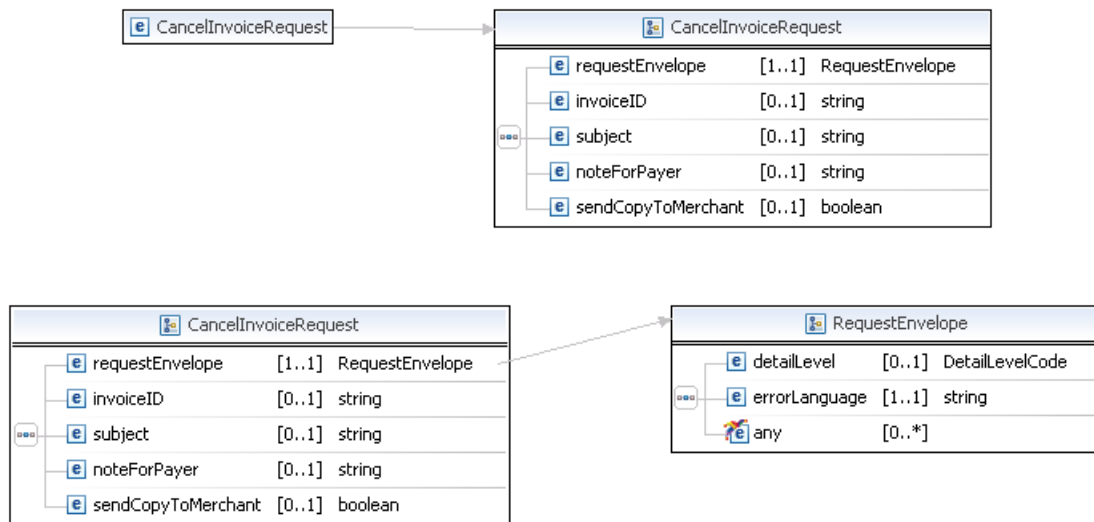 CancelInvoiceRequest
CancelInvoiceRequest
requestEnvelope [1..1] RequestEnvelope
invoiceID [0..1] string
subject [0..1] string
noteForPayer [0..1] string
sendCopyToMerchant [0..1] boolean
CancelInvoiceRequest
requestEnvelope [1..1] RequestEnvelope
invoiceID [0..1] string
subject [0..1] string
noteForPayer [0..1] string
sendCopyToMerchant [0..1] boolean
RequestEnvelope
detailLevel [0..1] DetailLevelCode
errorLanguage [1..1] string
any [0..*]